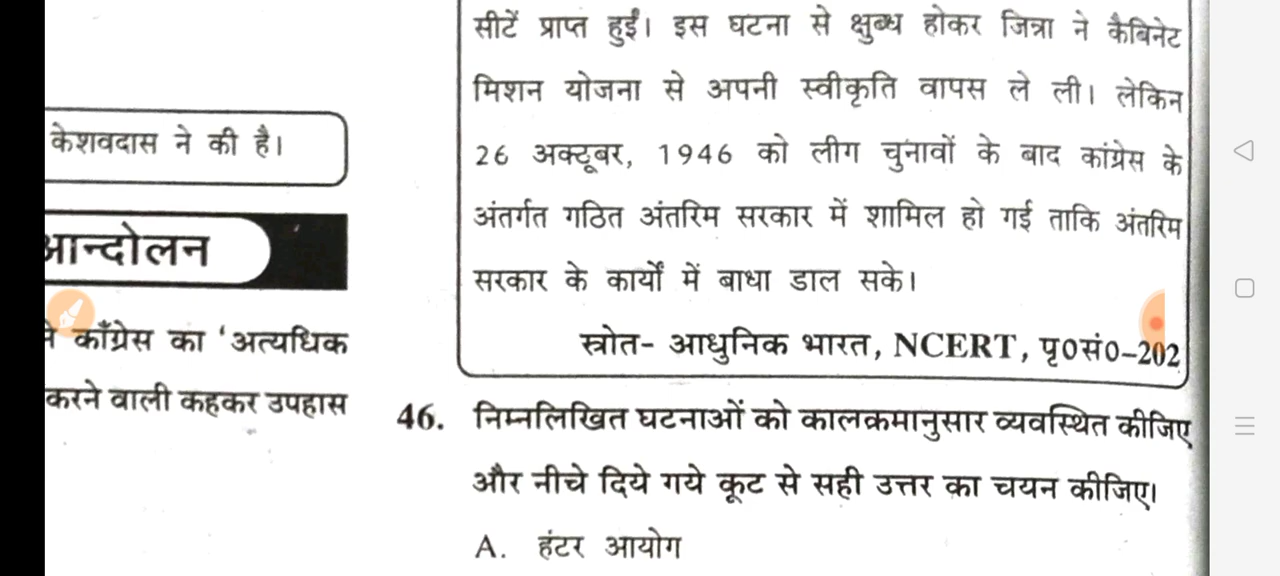 केशवदास ने की है।
आन्दोलन
ने काँग्रेस का 'अत्यधिक
करने वाली कहकर उपहास
सीटें प्राप्त हुईं। इस घटना से क्षुब्ध होकर जिन्ना ने कैबिनेट
मिशन योजना से अपनी स्वीकृति वापस ले ली। लेकिन
26 अक्टूबर, 1946 को लीग चुनावों के बाद कांग्रेस के
अंतर्गत गठित अंतरिम सरकार में शामिल हो गई ताकि अंतरिम
सरकार के कार्यों में बाधा डाल सके।
स्त्रोत- आधुनिक भारत, NCERT, पृ0सं0-202
46. निम्नलिखित घटनाओं को कालक्रमानुसार व्यवस्थित कीजिए
और नीचे दिये गये कूट से सही उत्तर का चयन कीजिए।
A. हंटर आयोग